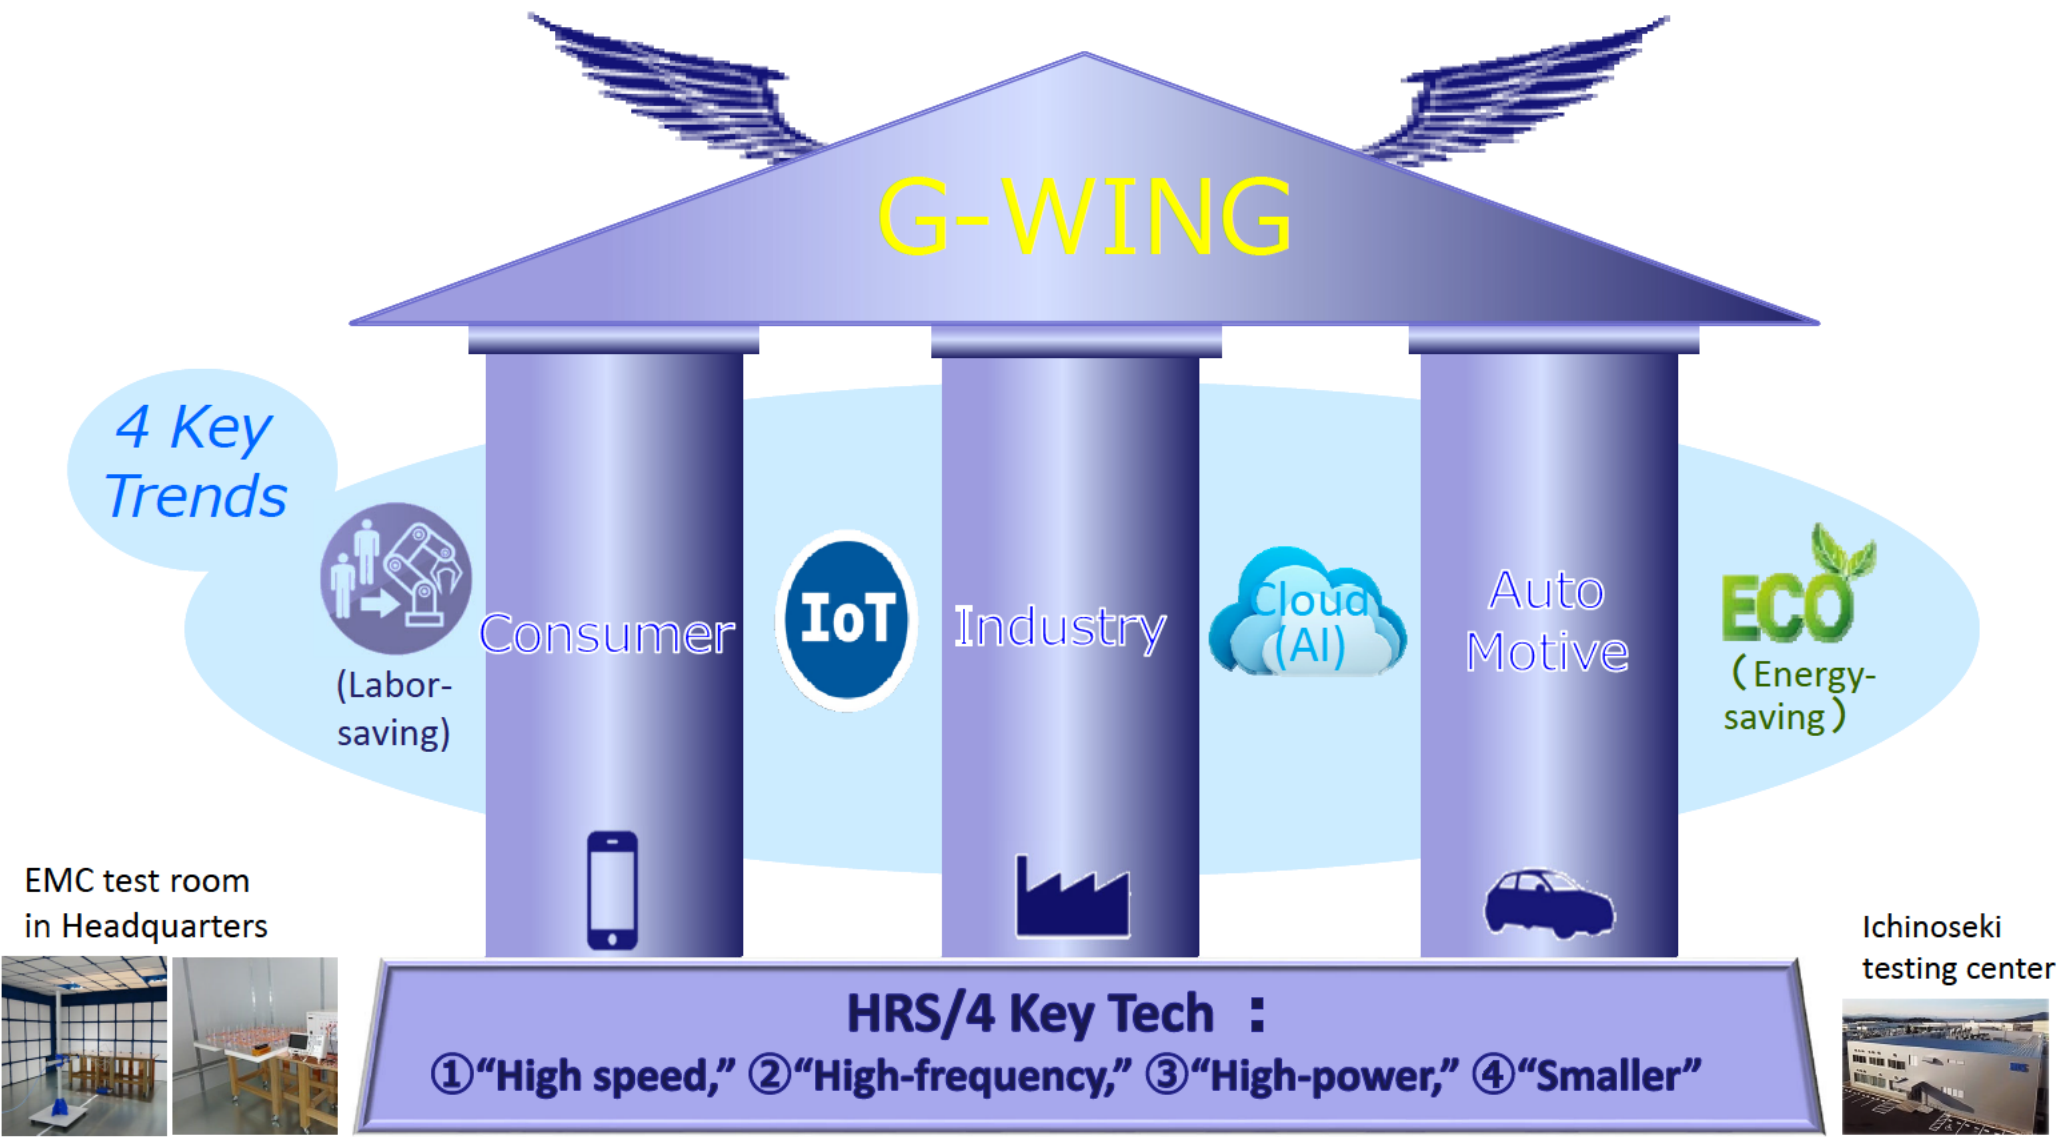 G-WING
4 Key
Trends
(Labor-
saving)
Consumer
IoT
Industry
Cloud
(AI)
Auto
Motive
ECO
(Energy-
saving)
EMC test room
in Headquarters
Ichinoseki
testing center
HRS/4 Key Tech :
①“High speed,” ②“High-frequency,” ③“High-power,” ④“Smaller”
HRS